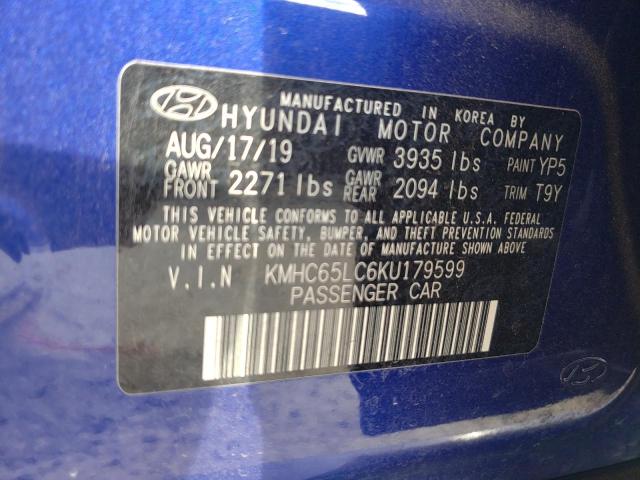 MANUFACTURED IN KOREA BY
HYUNDAI MOTOR COMPANY
AUG/17/19 GVWR 3935 lbs PAINT YP5
GAWR FRONT 2271 lbs GAWR REAR 2094 lbs TRIM T9Y
THIS VEHICLE CONFORMS TO ALL APPLICABLE U.S.A. FEDERAL
MOTOR VEHICLE SAFETY, BUMPER, AND THEFT PREVENTION STANDARDS
IN EFFECT ON THE DATE OF MANUFACTURE SHOWN ABOVE.
V.I.N KMHC65LC6KU179599
PASSENGER CAR